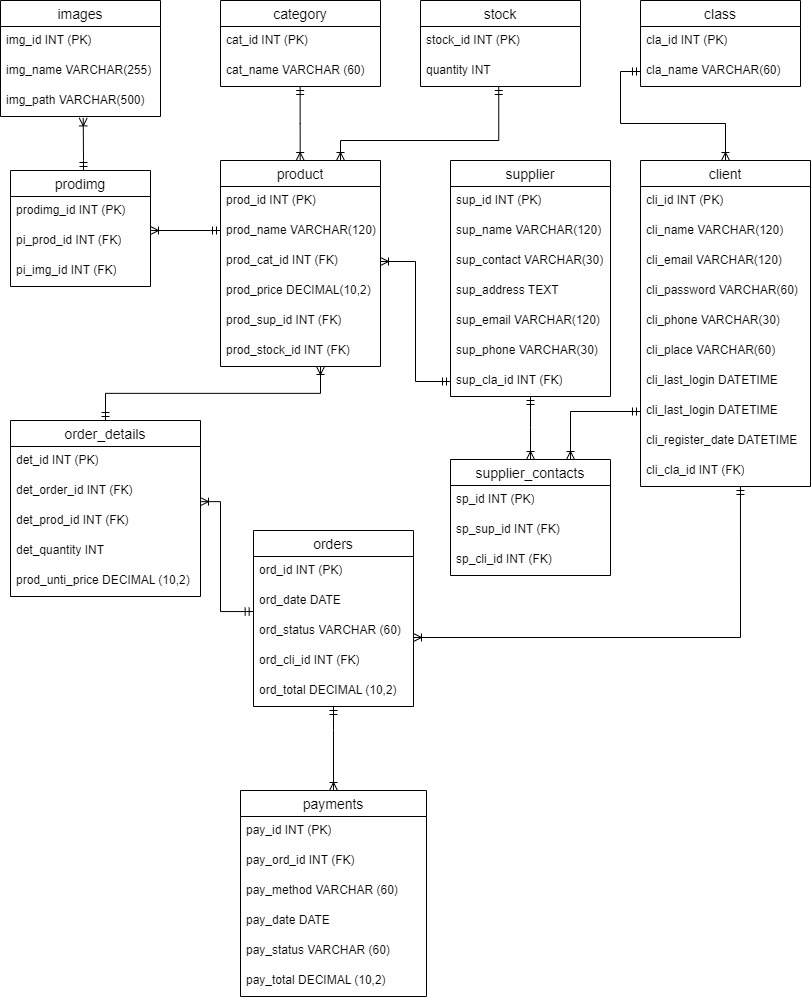 images
img_id INT (PK)
img_name VARCHAR(255)
img_path VARCHAR(500)
category
cat_id INT (PK)
cat_name VARCHAR (60)
stock
stock_id INT (PK)
quantity INT
class
cla_id INT (PK)
cla_name VARCHAR(60)
prodimg
prodimg_id INT (PK)
pi_prod_id INT (FK)
pi_img_id INT (FK)
product
prod_id INT (PK)
prod_name VARCHAR(120)
prod_cat_id INT (FK)
prod_price DECIMAL(10,2)
prod_sup_id INT (FK)
prod_stock_id INT (FK)
supplier
sup_id INT (PK)
sup_name VARCHAR(120)
sup_contact VARCHAR(30)
sup_address TEXT
sup_email VARCHAR(120)
sup_phone VARCHAR(30)
sup_cla_id INT (FK)
client
cli_id INT (PK)
cli_name VARCHAR(120)
cli_email VARCHAR(120)
cli_password VARCHAR(60)
cli_phone VARCHAR(30)
cli_place VARCHAR(60)
cli_last_login DATETIME
cli_last_login DATETIME
cli_register_date DATETIME
cli_cla_id INT (FK)
order_details
det_id INT (PK)
det_order_id INT (FK)
det_prod_id INT (FK)
det_quantity INT
prod_unti_price DECIMAL (10,2)
supplier_contacts
sp_id INT (PK)
sp_sup_id INT (FK)
sp_cli_id INT (FK)
orders
ord_id INT (PK)
ord_date DATE
ord_status VARCHAR (60)
ord_cli_id INT (FK)
ord_total DECIMAL (10,2)
payments
pay_id INT (PK)
pay_ord_id INT (FK)
pay_method VARCHAR (60)
pay_date DATE
pay_status VARCHAR (60)
pay_total DECIMAL (10,2)